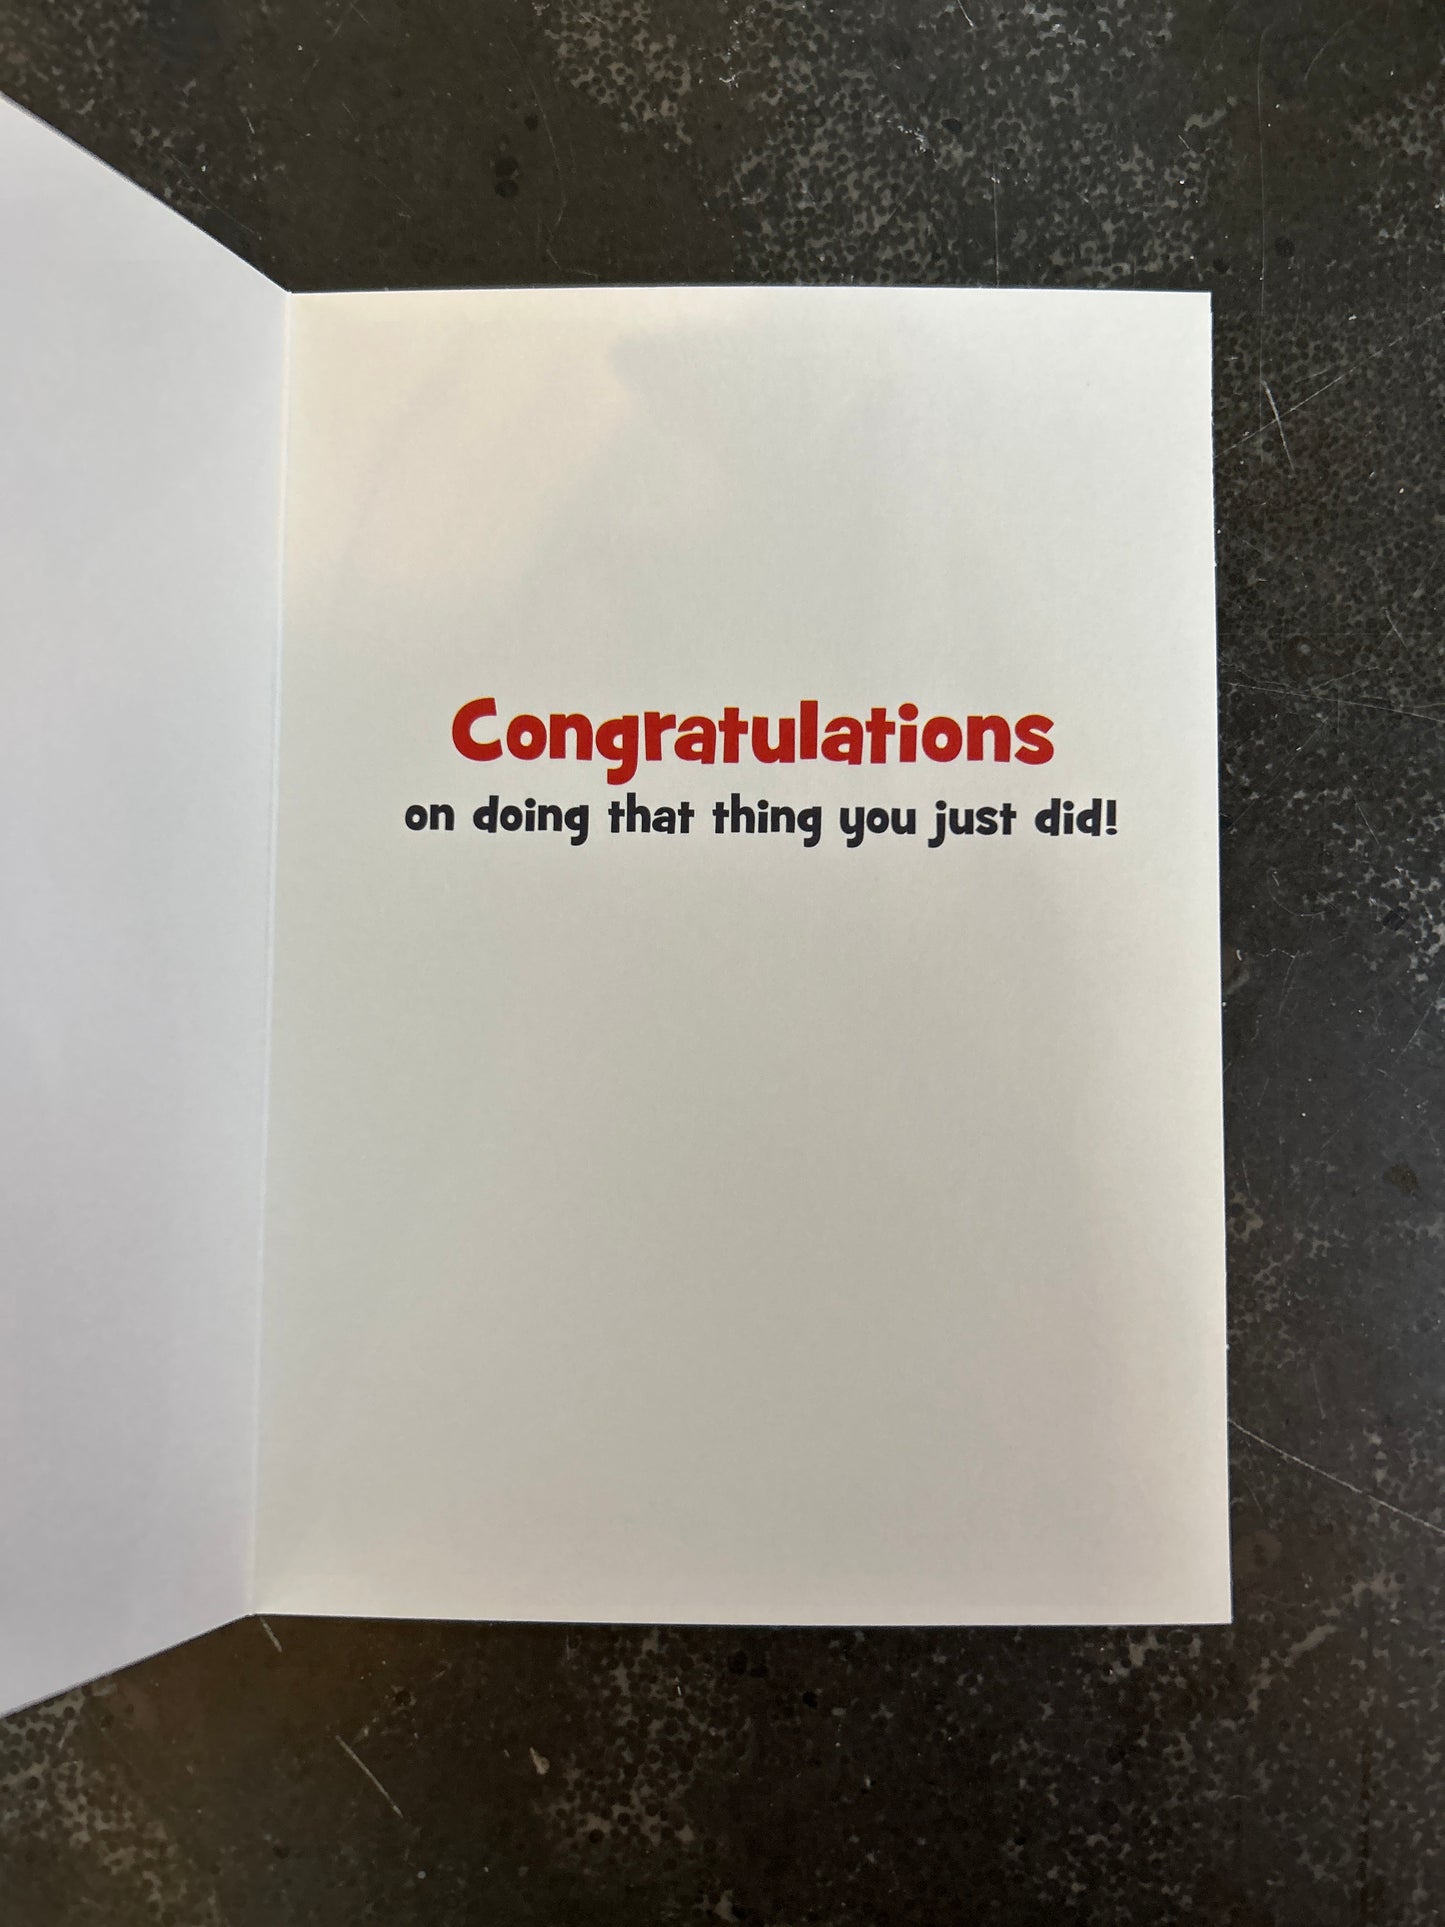 Congratulations
on doing that thing you just did!